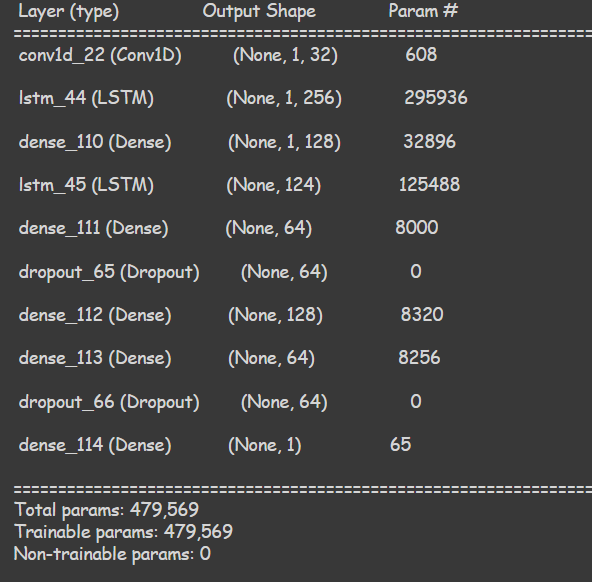 Layer (type) Output Shape Param #
=================================================================
conv1d_22 (Conv1D) (None, 1, 32) 608
lstm_44 (LSTM) (None, 1, 256) 295936
dense_110 (Dense) (None, 1, 128) 32896
lstm_45 (LSTM) (None, 124) 125488
dense_111 (Dense) (None, 64) 8000
dropout_65 (Dropout) (None, 64) 0
dense_112 (Dense) (None, 128) 8320
dense_113 (Dense) (None, 64) 8256
dropout_66 (Dropout) (None, 64) 0
dense_114 (Dense) (None, 1) 65
=================================================================
Total params: 479,569
Trainable params: 479,569
Non-trainable params: 0